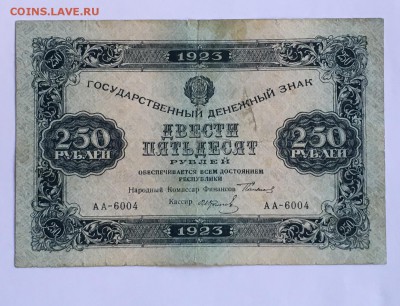 COINS.LAVE.RU
1923
ГОСУДАРСТВЕННЫЙ ДЕНЕЖНЫЙ ЗНАК
250
РУБЛЕЙ
ДВЕСТИ
ПЯТЬДЕСЯТ
РУБЛЕЙ
250
РУБЛЕЙ
ОБЕСПЕЧИВАЕТСЯ ВСЕМ ДОСТОЯНИЕМ
РЕСПУБЛИКИ
Народный Комиссар Финансов
АА-6004
Кассир
АА-6004
1923